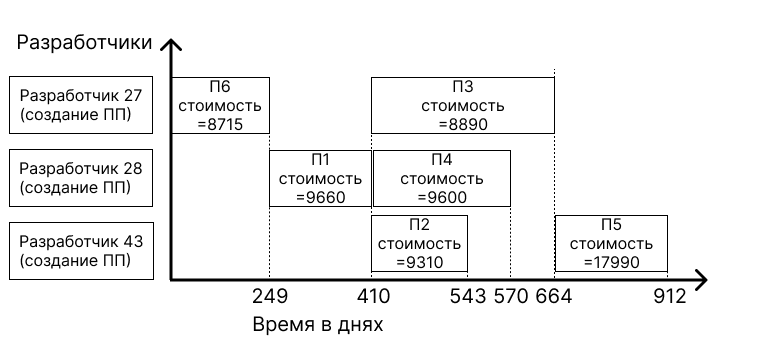 Разработчики
Разработчик 27
(создание ПП)
П6
стоимость
=8715
П3
стоимость
=8890
Разработчик 28
(создание ПП)
П1
стоимость
=9660
П4
стоимость
=9600
Разработчик 43
(создание ПП)
П2
стоимость
=9310
П5
стоимость
=17990
249 410 543 570 664 912
Время в днях